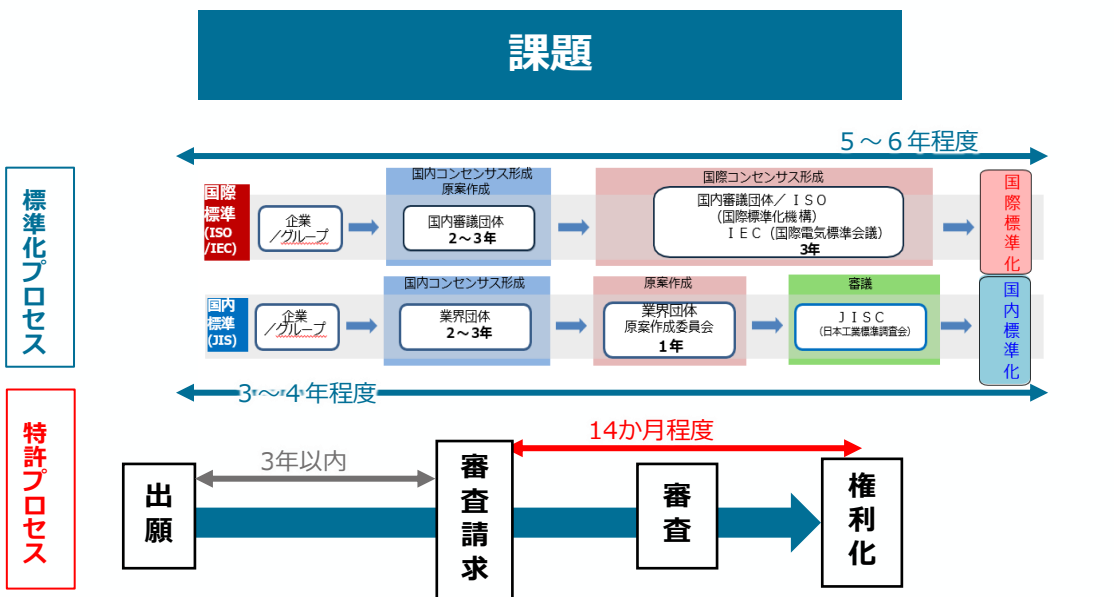 課題
5～6年程度
標準化プロセス
国際
標準
(ISO
/IEC)
企業
／グループ
国内コンセンサス形成
原案作成
国内審議団体
2～3年
国際コンセンサス形成
国内審議団体／ＩＳＯ
（国際標準化機構）
ＩＥＣ（国際電気標準会議）
3年
国際標準化
国内
標準
(JIS)
企業
／グループ
国内コンセンサス形成
業界団体
2～3年
原案作成
業界団体
原案作成委員会
1年
審議
ＪＩＳＣ
（日本工業標準調査会）
国内標準化
3～4年程度
特許プロセス
14か月程度
3年以内
出願
審査請求
審査
権利化